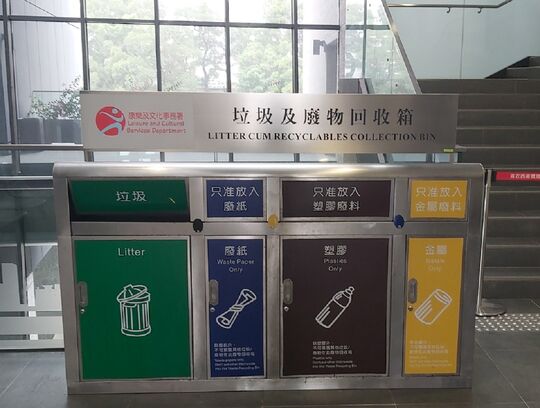 康樂及文化事務署
Leisure and Cultural
Services Department
垃圾及廢物回收箱
LITTER CUM RECYCLABLES COLLECTION BIN
垃圾
只准放入
廢紙
只准放入
塑膠廢料
只准放入
金屬廢料
Litter
廢紙
Waste Paper
Only
塑膠
Plastics
Only
金屬
Metals
Only